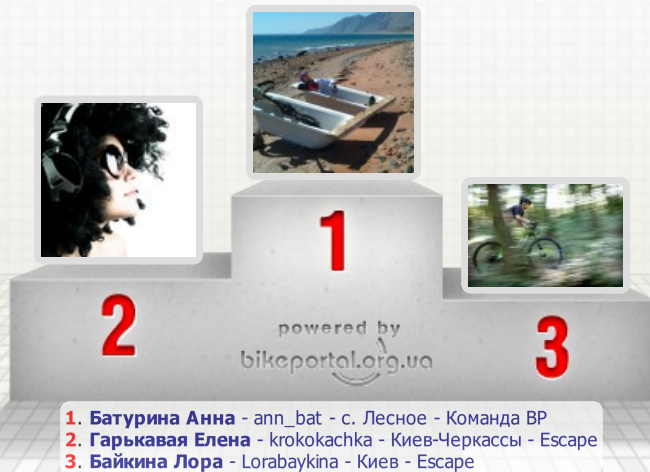 1
2
3
powered by
bikeportal.org.ua
1. Батурина Анна - ann_bat - с. Лесное - Команда ВР
2. Гарькавая Елена - krokokachka - Киев-Черкассы - Escape
3. Байкина Лора - Lorabaykina - Киев - Escape